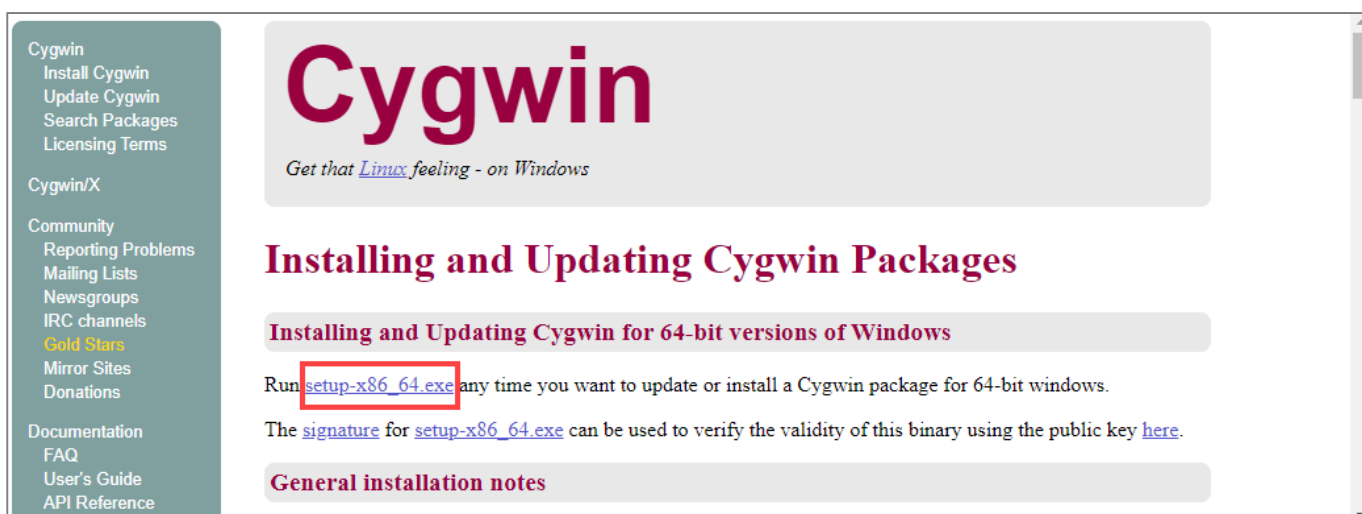 Cygwin
Install Cygwin
Update Cygwin
Search Packages
Licensing Terms
Cygwin/X
Community
Reporting Problems
Mailing Lists
Newsgroups
IRC channels
Gold Stars
Mirror Sites
Donations
Documentation
FAQ
User's Guide
API Reference
Cygwin
Get that Linux feeling - on Windows
Installing and Updating Cygwin Packages
Installing and Updating Cygwin for 64-bit versions of Windows
Run setup-x86_64.exe any time you want to update or install a Cygwin package for 64-bit windows.
The signature for setup-x86_64.exe can be used to verify the validity of this binary using the public key here.
General installation notes